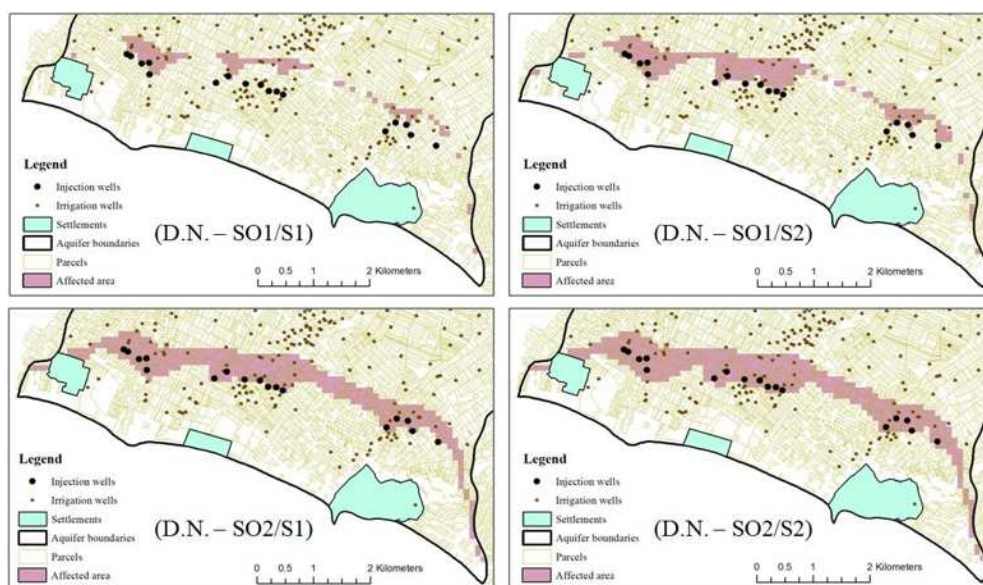 Legend
Injection wells
Irrigation wells
Settlements
Aquifer boundaries
Parcels
Affected area
(D.N. – SO1/S1)
0 0.5 1 2 Kilometers
Legend
Injection wells
Irrigation wells
Settlements
Aquifer boundaries
Parcels
Affected area
(D.N. – SO1/S2)
0 0.5 1 2 Kilometers
Legend
Injection wells
Irrigation wells
Settlements
Aquifer boundaries
Parcels
Affected area
(D.N. – SO2/S1)
0 0.5 1 2 Kilometers
Legend
Injection wells
Irrigation wells
Settlements
Aquifer boundaries
Parcels
Affected area
(D.N. – SO2/S2)
0 0.5 1 2 Kilometers